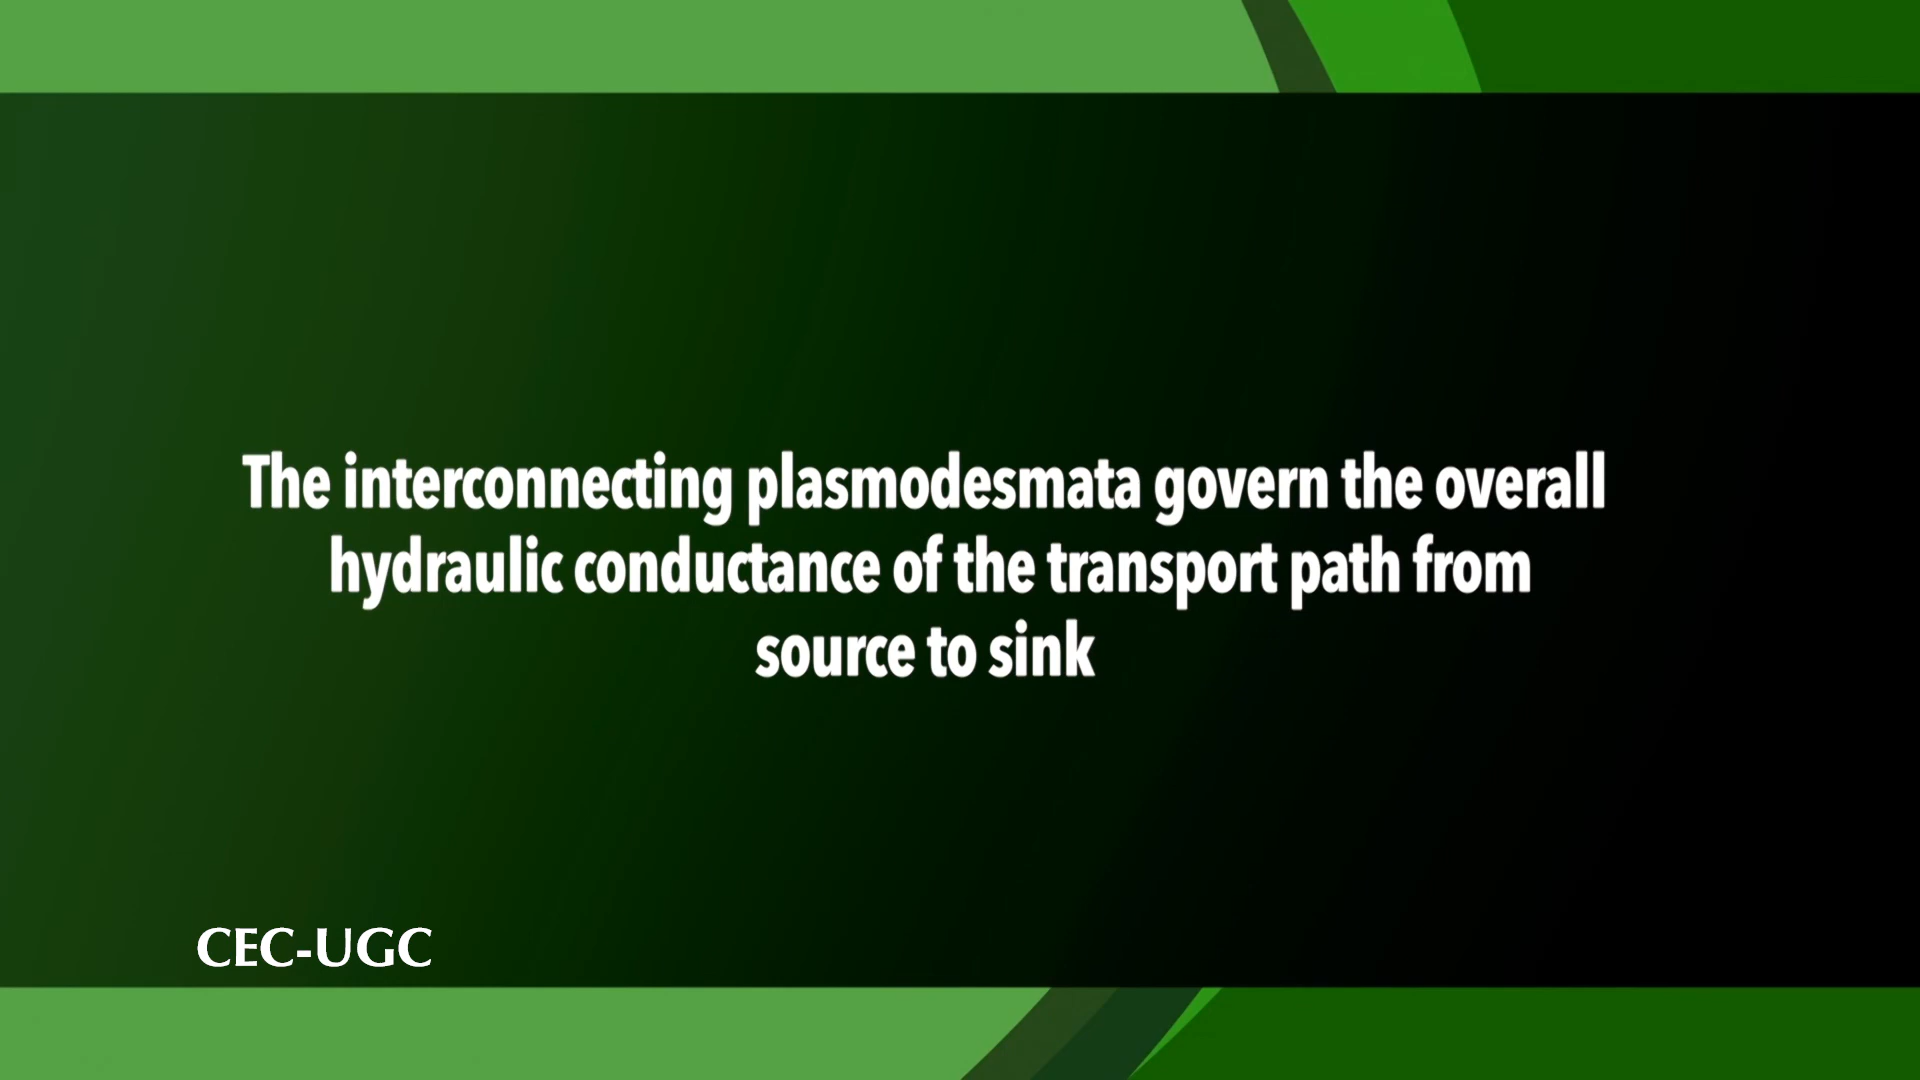 The interconnecting plasmodesmata govern the overall
hydraulic conductance of the transport path from
source to sink
CEC-UGC